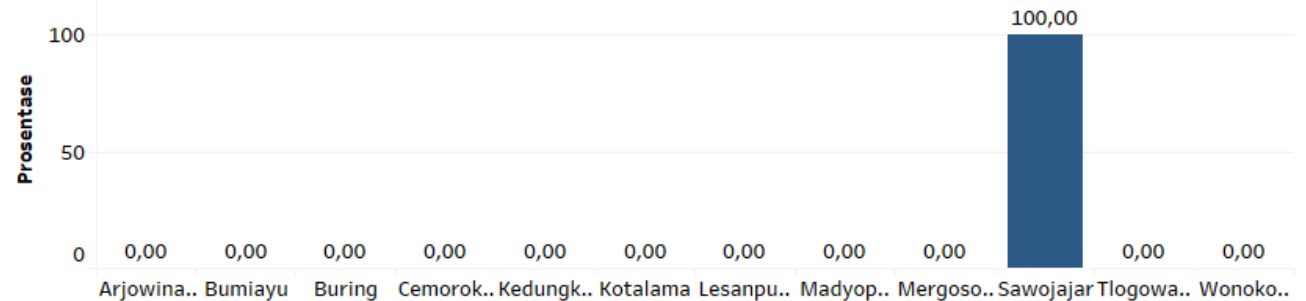 100,00
100
Prosentase
50
0
0,00 0,00 0,00 0,00 0,00 0,00 0,00 0,00 0,00 0,00 0,00
Arjowina.. Bumiayu Buring Cemorok.. Kedungk.. Kotalama Lesanpu.. Madyop.. Mergoso.. Sawojajar Tlogowa.. Wonoko..